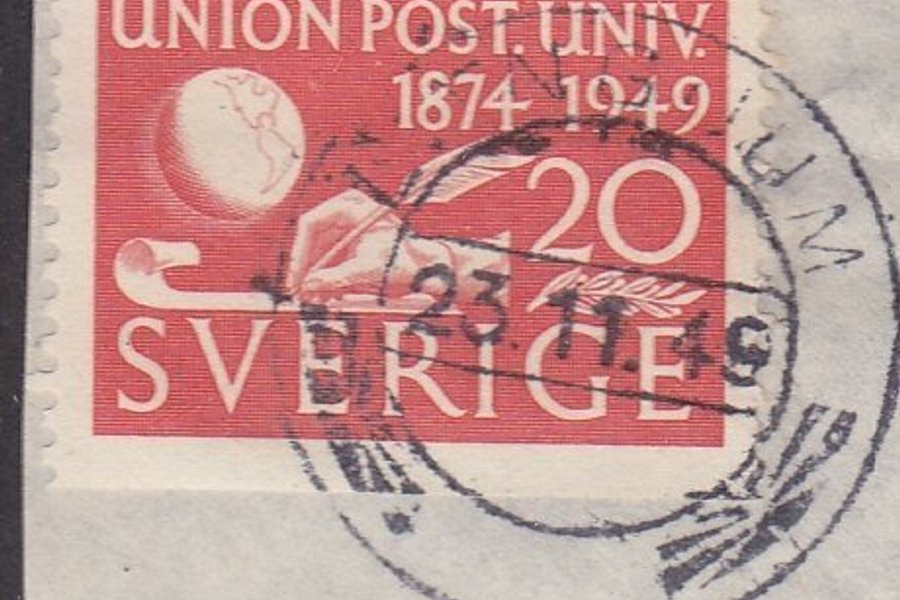 UNION POST. UNIV.
1874 1949
20
23.11.49
SVERIGE